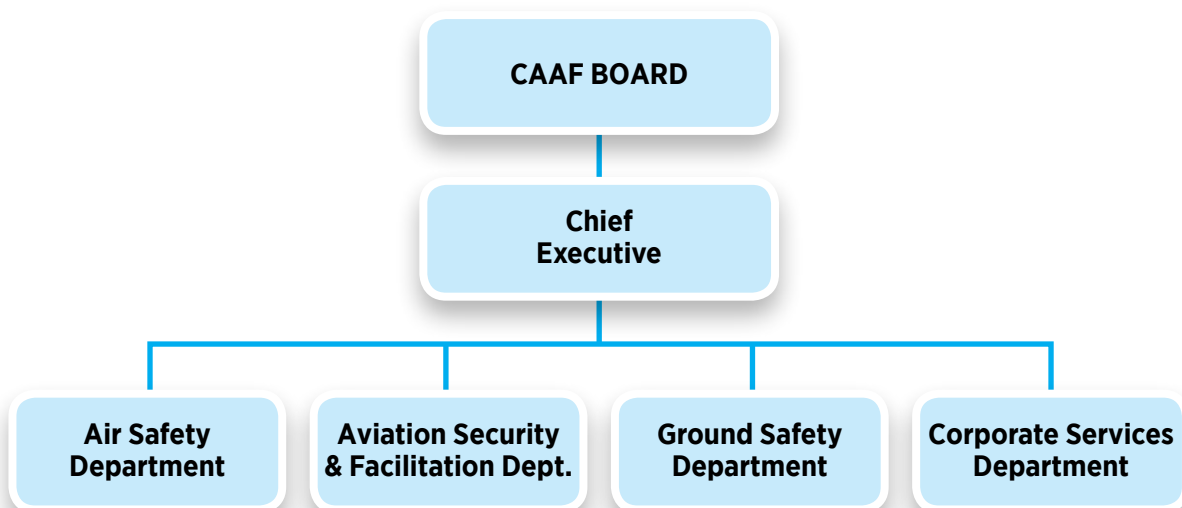 CAAF BOARD
Chief
Executive
Air Safety
Department
Aviation Security
& Facilitation Dept.
Ground Safety
Department
Corporate Services
Department